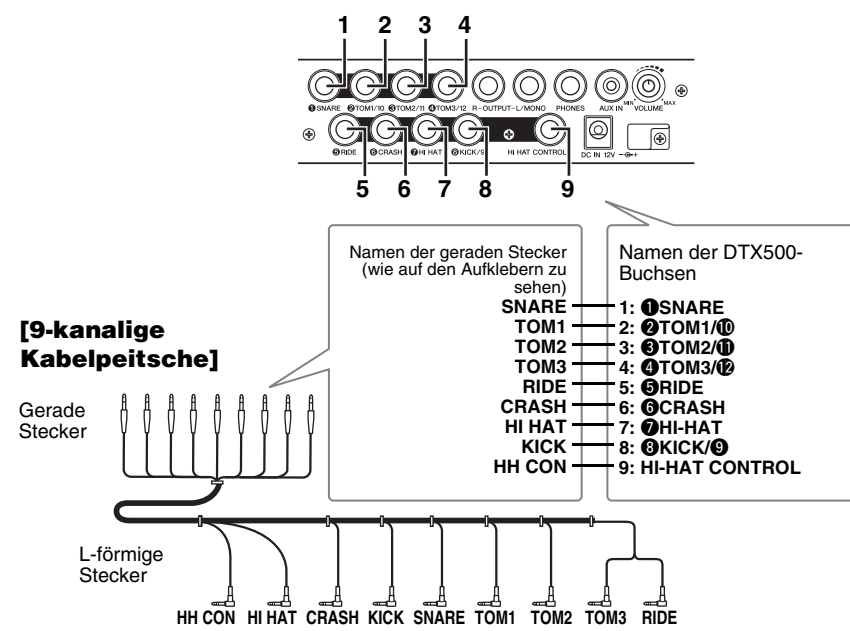 1 2 3 4
❶SNARE ❷TOM1/10 ❸TOM2/11 ❹TOM3/12 R-OUTPUT-L/MONO PHONES AUX IN MIN VOLUME MAX
❺RIDE ❻CRASH ❼HI HAT ❽KICK/9 HI HAT CONTROL DC IN 12V
5 6 7 8 9
Namen der geraden Stecker
(wie auf den Aufklebern zu
sehen)
Namen der DTX500-
Buchsen
SNARE 1: ❶SNARE
TOM1 2: ❷TOM1/❿
TOM2 3: ❸TOM2/⓫
TOM3 4: ❹TOM3/⓬
RIDE 5: ❺RIDE
CRASH 6: ❻CRASH
HI HAT 7: ❼HI-HAT
KICK 8: ❽KICK/❾
HH CON 9: HI-HAT CONTROL
[9-kanalige
Kabelpeitsche]
Gerade
Stecker
L-förmige
Stecker
HH CON HI HAT CRASH KICK SNARE TOM1 TOM2 TOM3 RIDE